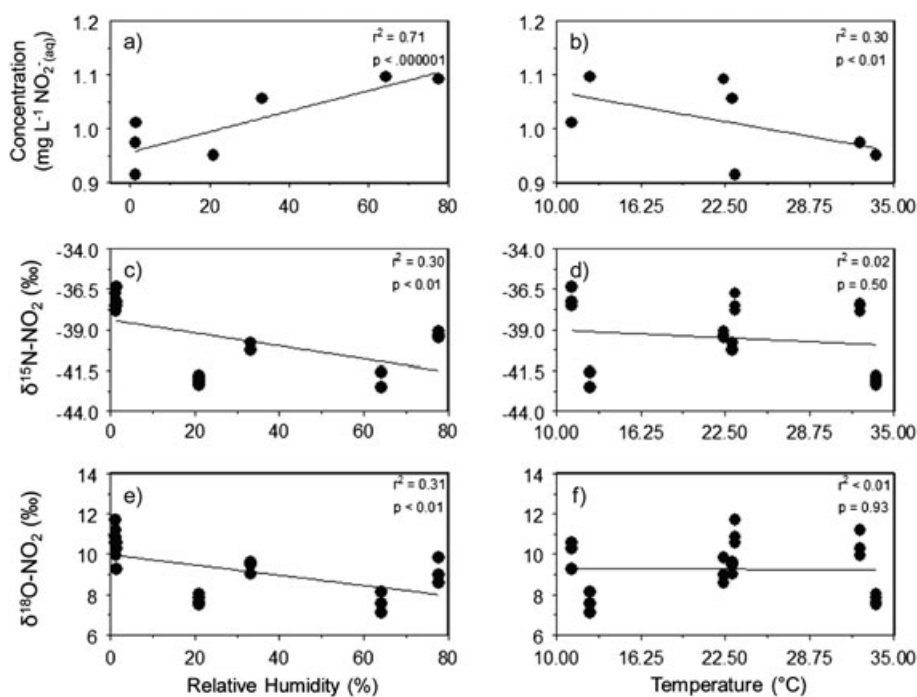 a)
r² = 0.71
p < .000001
Concentration
(mg L⁻¹ NO₂⁻(aq))
1.2
1.1
1.0
0.9
0 20 40 60 80
b)
r² = 0.30
p < 0.01
1.2
1.1
1.0
0.9
10.00 16.25 22.5 28.75 35.00
c)
r² = 0.30
p < 0.01
δ¹⁵N-NO₂ (‰)
-34.0
-36.5
-39.0
-41.5
-44.0
0 20 40 60 80
d)
r² = 0.02
p = 0.50
-34.0
-36.5
-39.0
-41.5
-44.0
10.00 16.25 22.5 28.75 35.00
e)
r² = 0.31
p < 0.01
δ¹⁸O-NO₂ (‰)
14
12
10
8
6
0 20 40 60 80
Relative Humidity (%)
f)
r² < 0.01
p = 0.93
14
12
10
8
6
10.00 16.25 22.5 28.75 35.00
Temperature (°C)